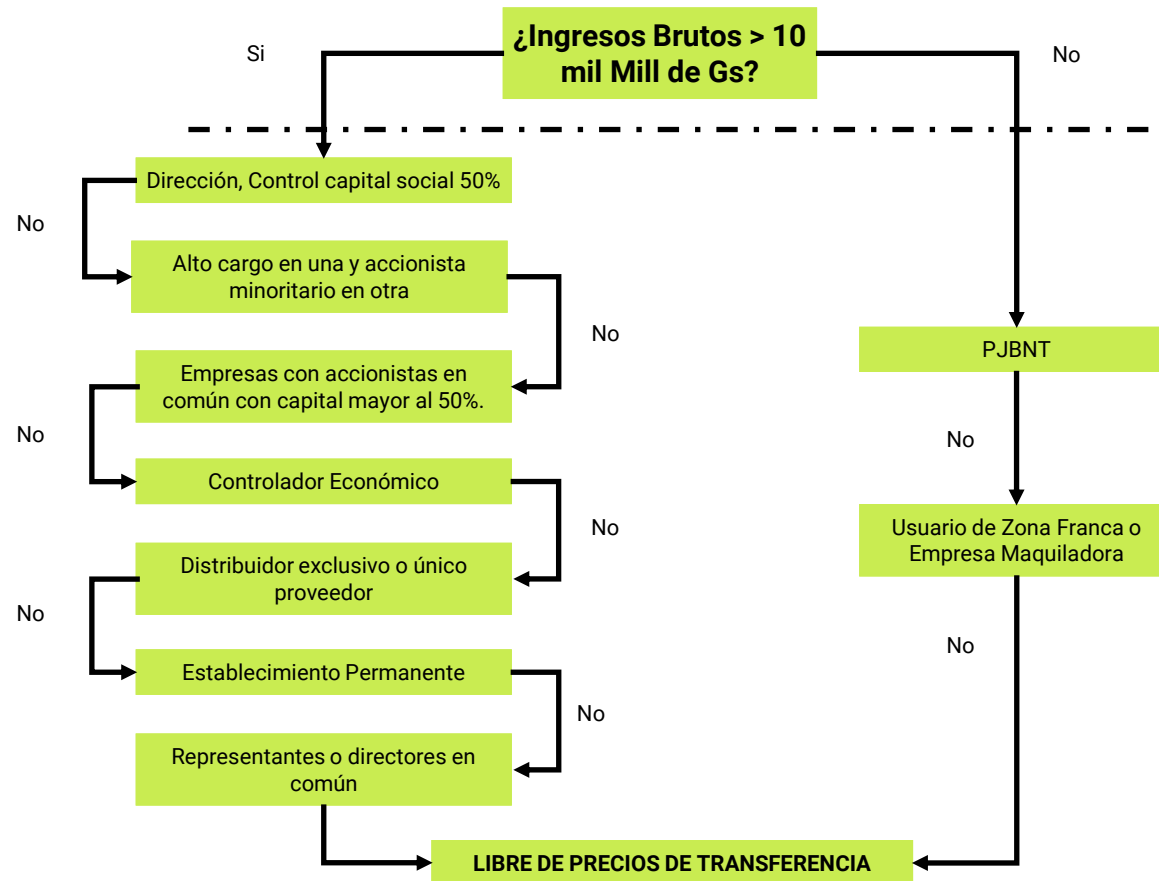 ¿Ingresos Brutos > 10
mil Mill de Gs?
Si
No
Dirección, Control capital social 50%
No
Alto cargo en una y accionista
minoritario en otra
No
Empresas con accionistas en
común con capital mayor al 50%.
No
Controlador Económico
No
Distribuidor exclusivo o único
proveedor
No
Establecimiento Permanente
No
Representantes o directores en
común
PJBNT
No
Usuario de Zona Franca o
Empresa Maquiladora
No
LIBRE DE PRECIOS DE TRANSFERENCIA